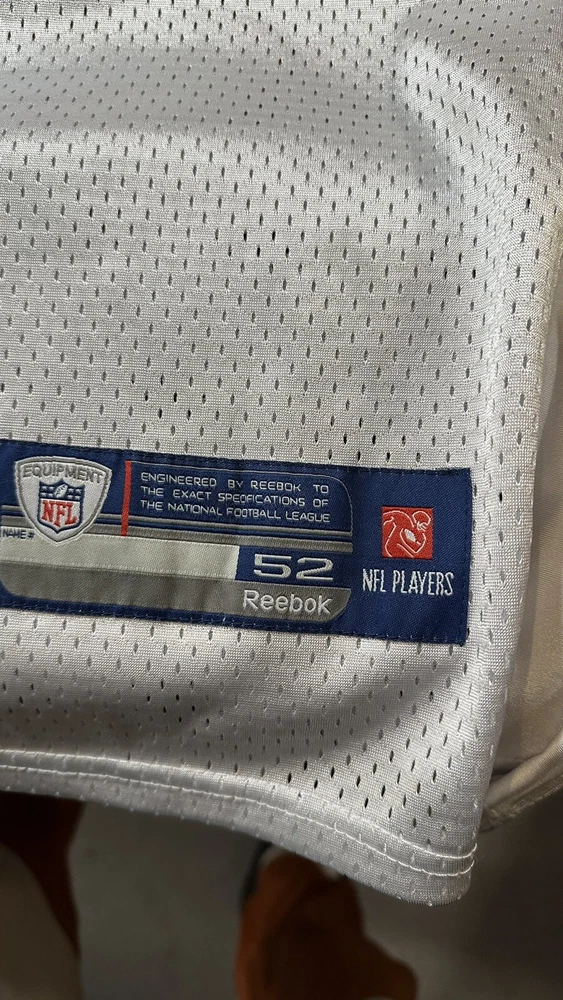 EQUIPMENT
NFL
ENGINEERED BY REEBOK TO
THE EXACT SPECIFICATIONS OF
THE NATIONAL FOOTBALL LEAGUE
NAME #
52
Reebok
NFL PLAYERS